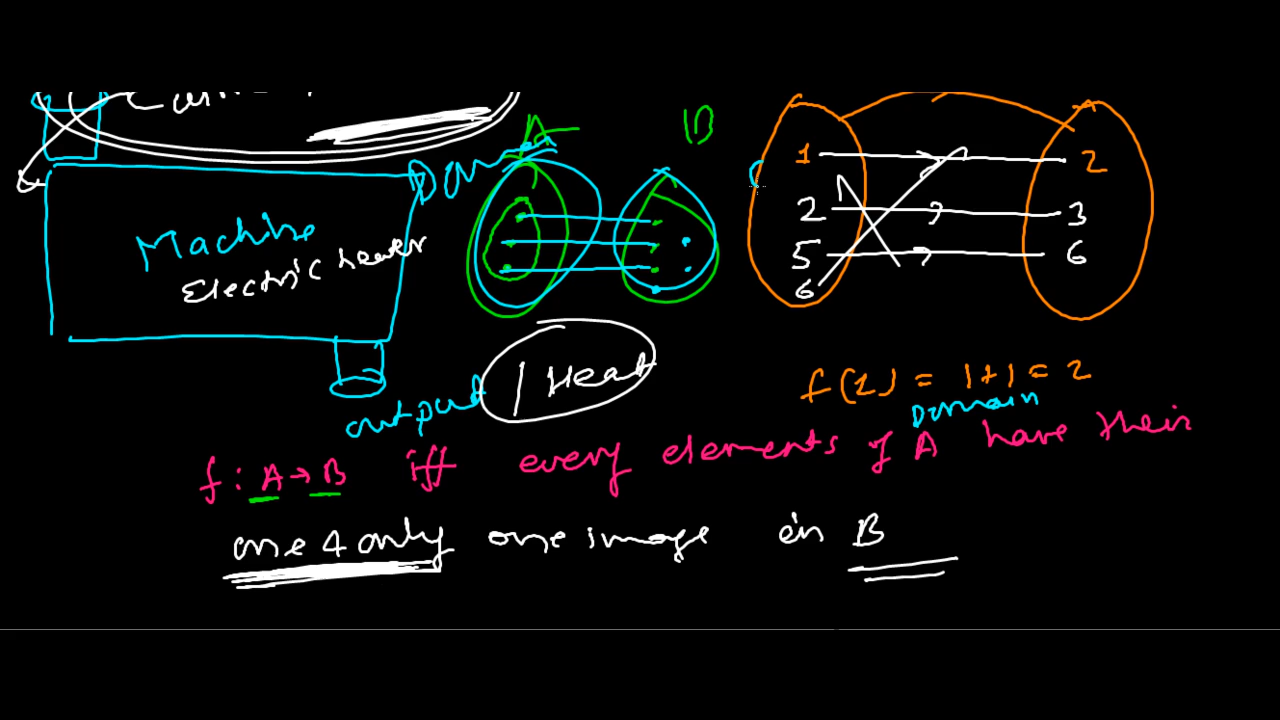 A
B
Domain
Machine
Electric heater
1 2
2 3
5 6
6
output
1 Heat
f(1) = 1+1 = 2
Domain
f : A → B iff every elements of A have their
one & only one image in B